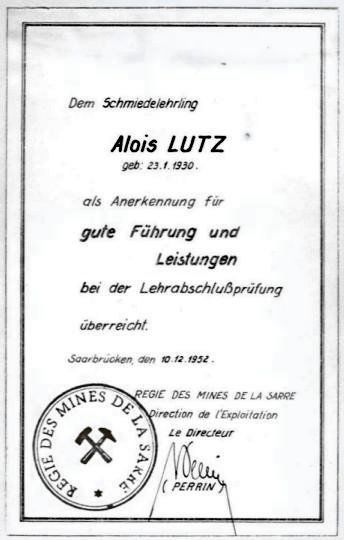 Dem Schmiedelehrling
Alois LUTZ
geb: 23.1.1930.
als Anerkennung für
gute Führung und
Leistungen
bei der Lehrabschlußprüfung
überreicht.
Saarbrücken, den 10.12.1952.
REGIE DES MINES DE LA SARRE
Direction de l'Exploitation
Le Directeur
(PERRIN)
REGIE DES MINES DE LA SARRE